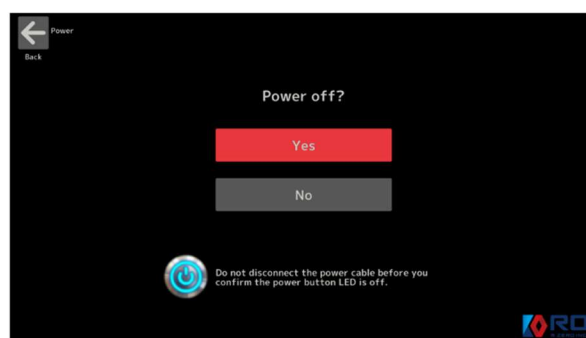 Power
Back
Power off?
Yes
No
Do not disconnect the power cable before you
confirm the power button LED is off.